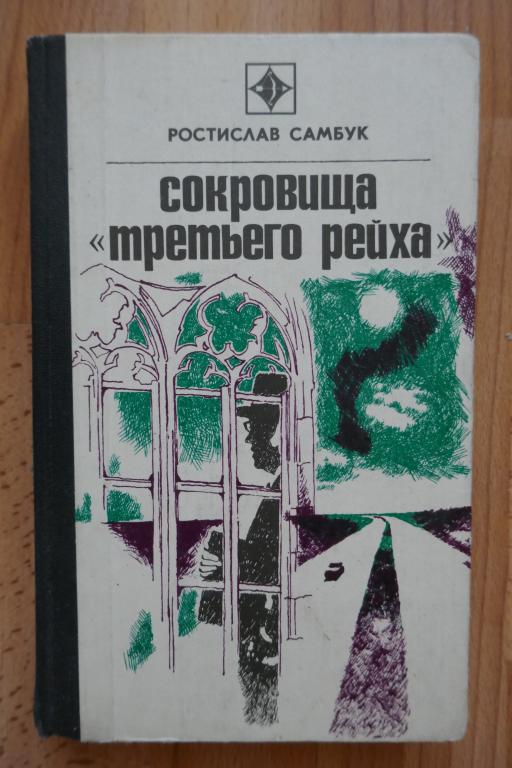 РОСТИСЛАВ САМБУК
сокровища
«третьего рейха»